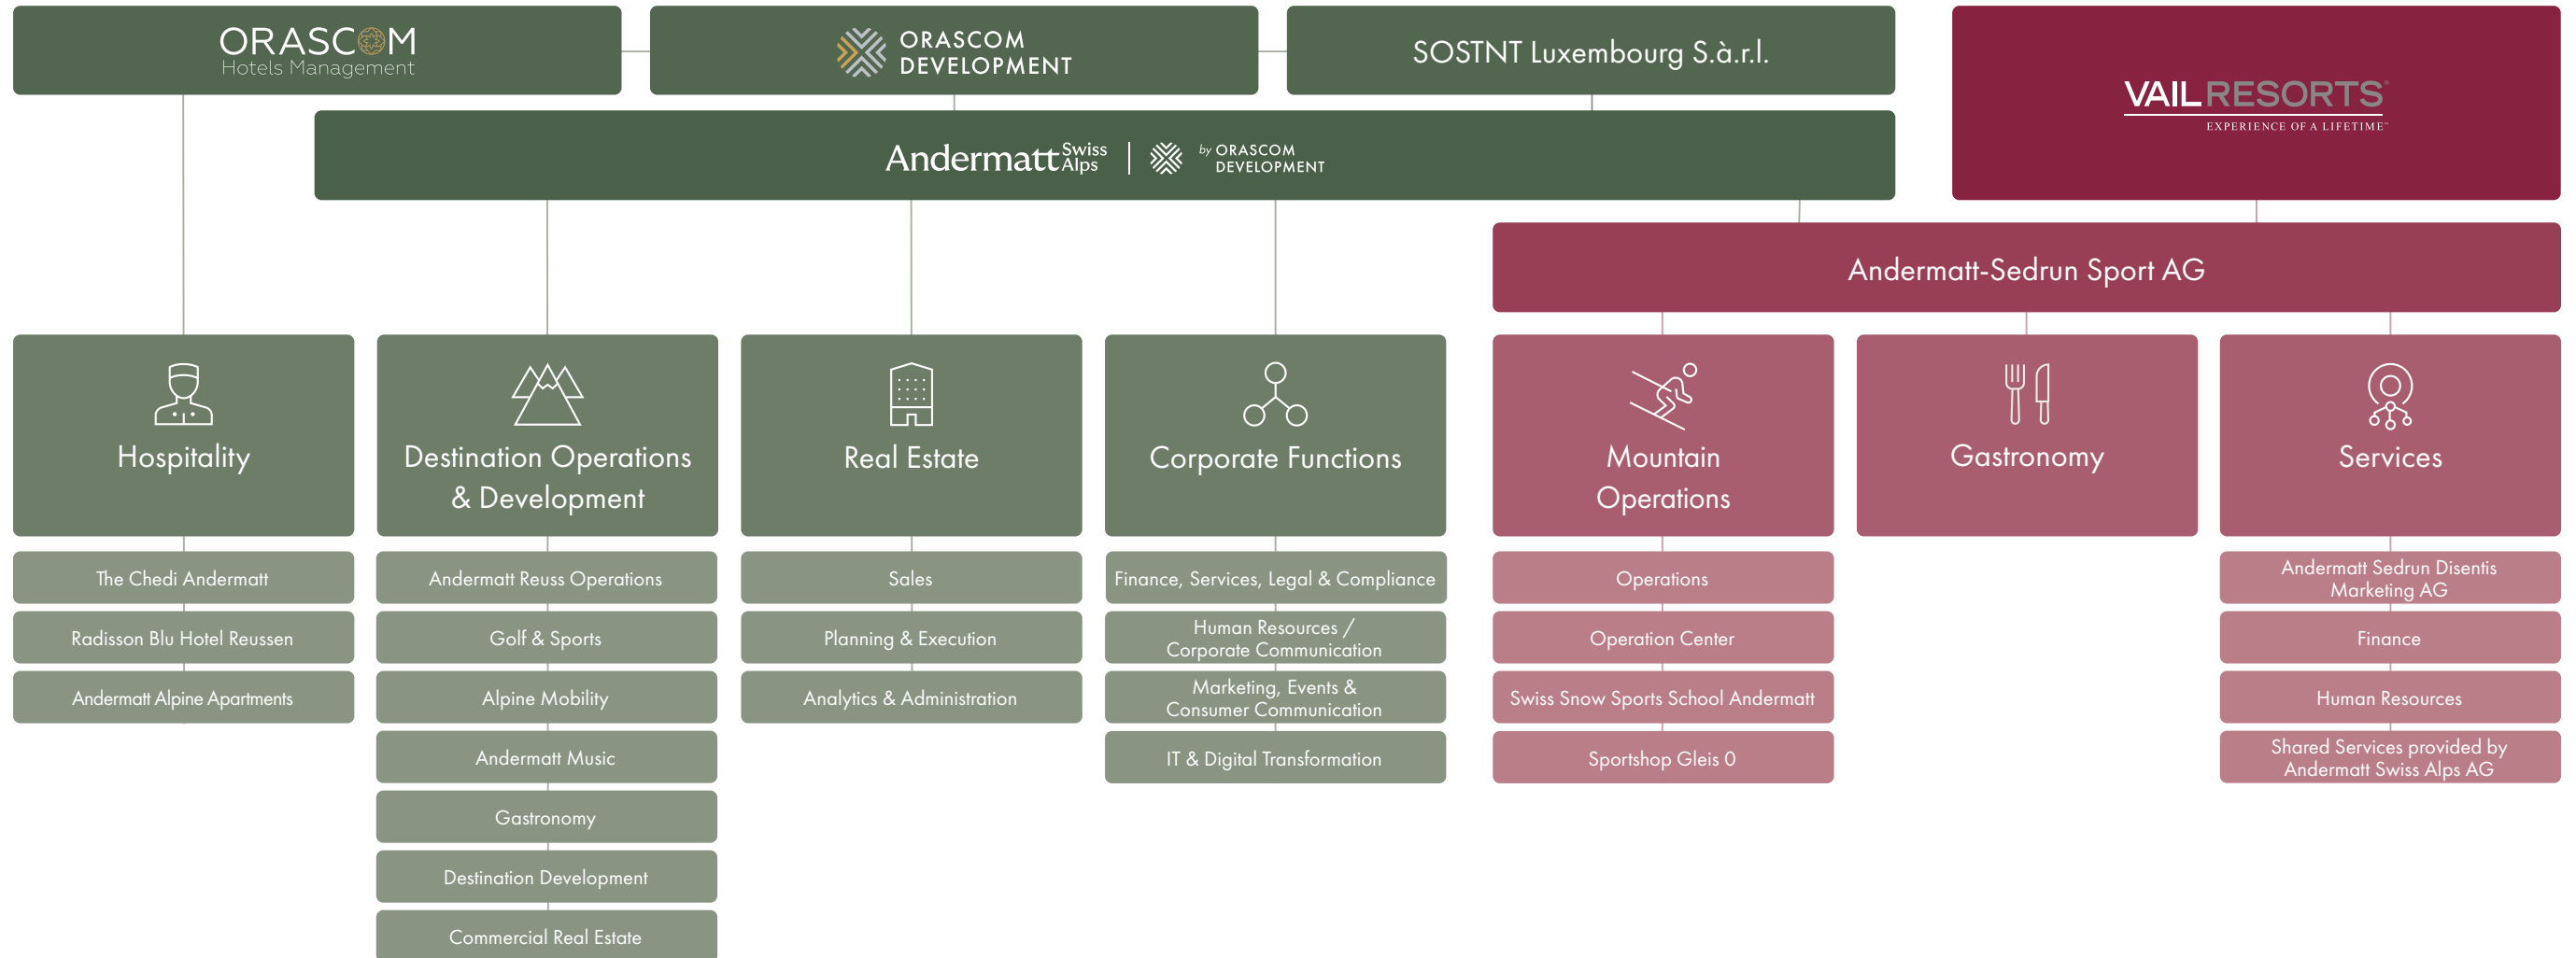 ORASCOM
Hotels Management
ORASCOM
DEVELOPMENT
SOSTNT Luxembourg S.à.r.l.
VAIL RESORTS®
EXPERIENCE OF A LIFETIME™
Andermatt Swiss Alps
by ORASCOM
DEVELOPMENT
Andermatt-Sedrun Sport AG
Hospitality
The Chedi Andermatt
Radisson Blu Hotel Reussen
Andermatt Alpine Apartments
Destination Operations
& Development
Andermatt Reuss Operations
Golf & Sports
Alpine Mobility
Andermatt Music
Gastronomy
Destination Development
Commercial Real Estate
Real Estate
Sales
Planning & Execution
Analytics & Administration
Corporate Functions
Finance, Services, Legal & Compliance
Human Resources /
Corporate Communication
Marketing, Events &
Consumer Communication
IT & Digital Transformation
Mountain
Operations
Operations
Operation Center
Swiss Snow Sports School Andermatt
Sportshop Gleis 0
Gastronomy
Services
Andermatt Sedrun Disentis
Marketing AG
Finance
Human Resources
Shared Services provided by
Andermatt Swiss Alps AG